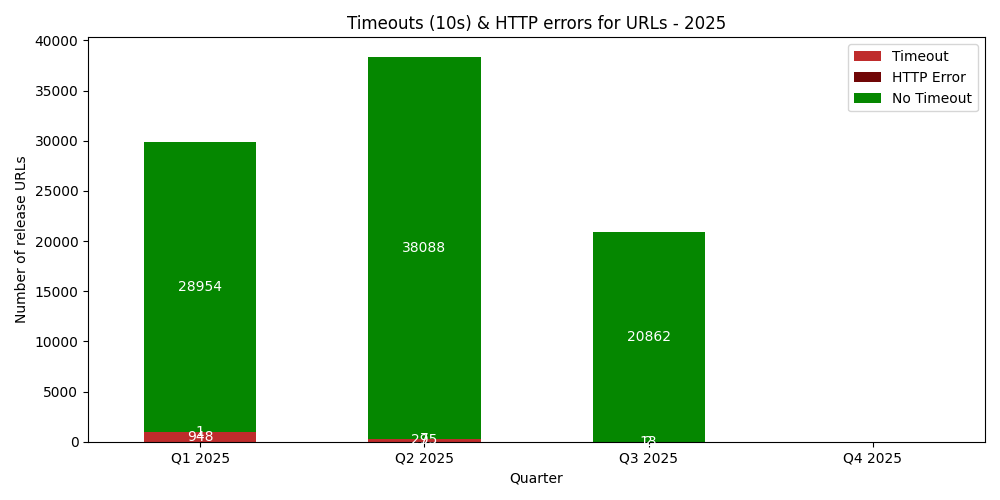 Timeouts (10s) & HTTP errors for URLs - 2025
Timeout
HTTP Error
No Timeout
Number of release URLs
40000
35000
30000
25000
20000
15000
10000
5000
0
28954
1
948
38088
295
20862
Q1 2025
Q2 2025
Q3 2025
Q4 2025
Quarter